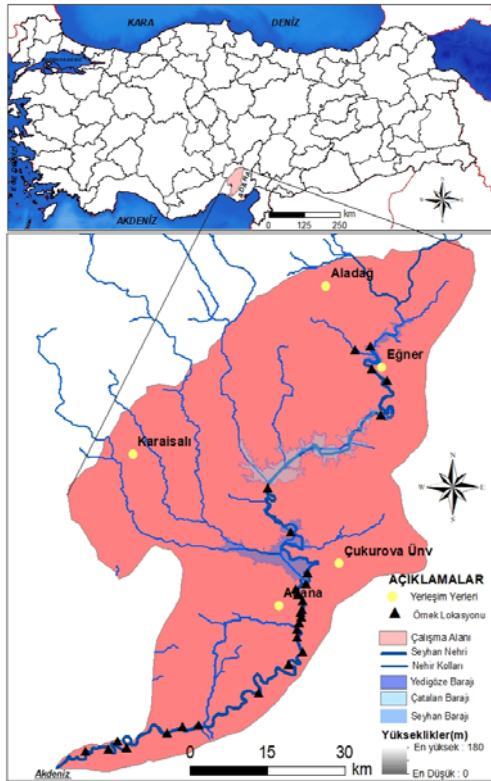 KARA DENİZ
ADANA
AKDENİZ
km
0 125 250
N
Aladağ
Eğner
Karaisalı
N
W E
S
Çukurova Ünv
Adana
AÇIKLAMALAR
Yerleşim Yerleri
Örnek Lokasyonu
Çalışma Alanı
Seyhan Nehri
Nehir Kolları
Yedigöze Barajı
Çatalan Barajı
Seyhan Barajı
Yükseklikler(m)
En yüksek : 180
En Düşük : 0
Akdeniz
0 15 30
km